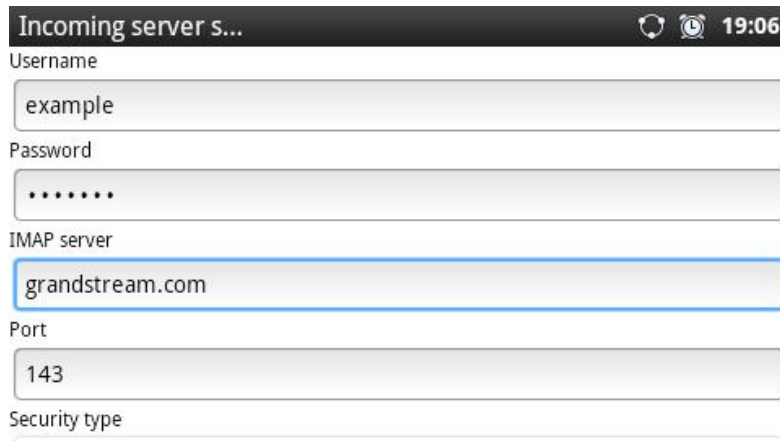 Incoming server s... 19:06
Username
example
Password
•••••••
IMAP server
grandstream.com
Port
143
Security type